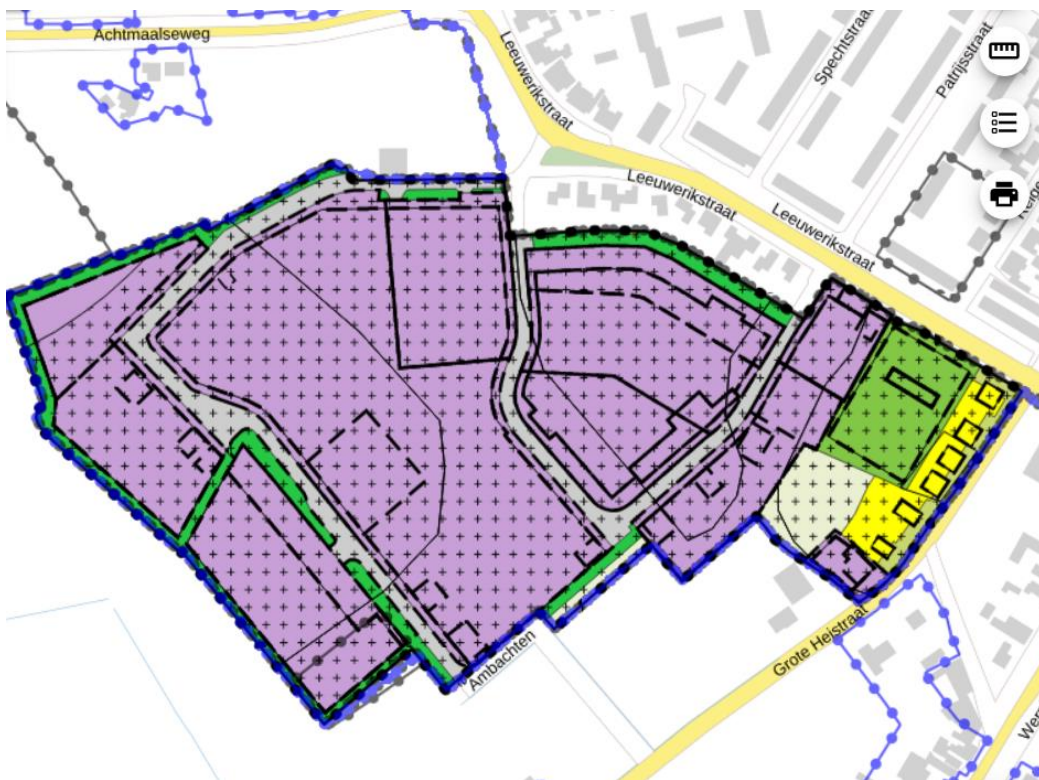 Achtmaalseweg
Leeuwerikstraat
Spechtstraat
Patrijsstraat
Leeuwerikstraat
Leeuwerikstraat
Ambachten
Grote Heistraat